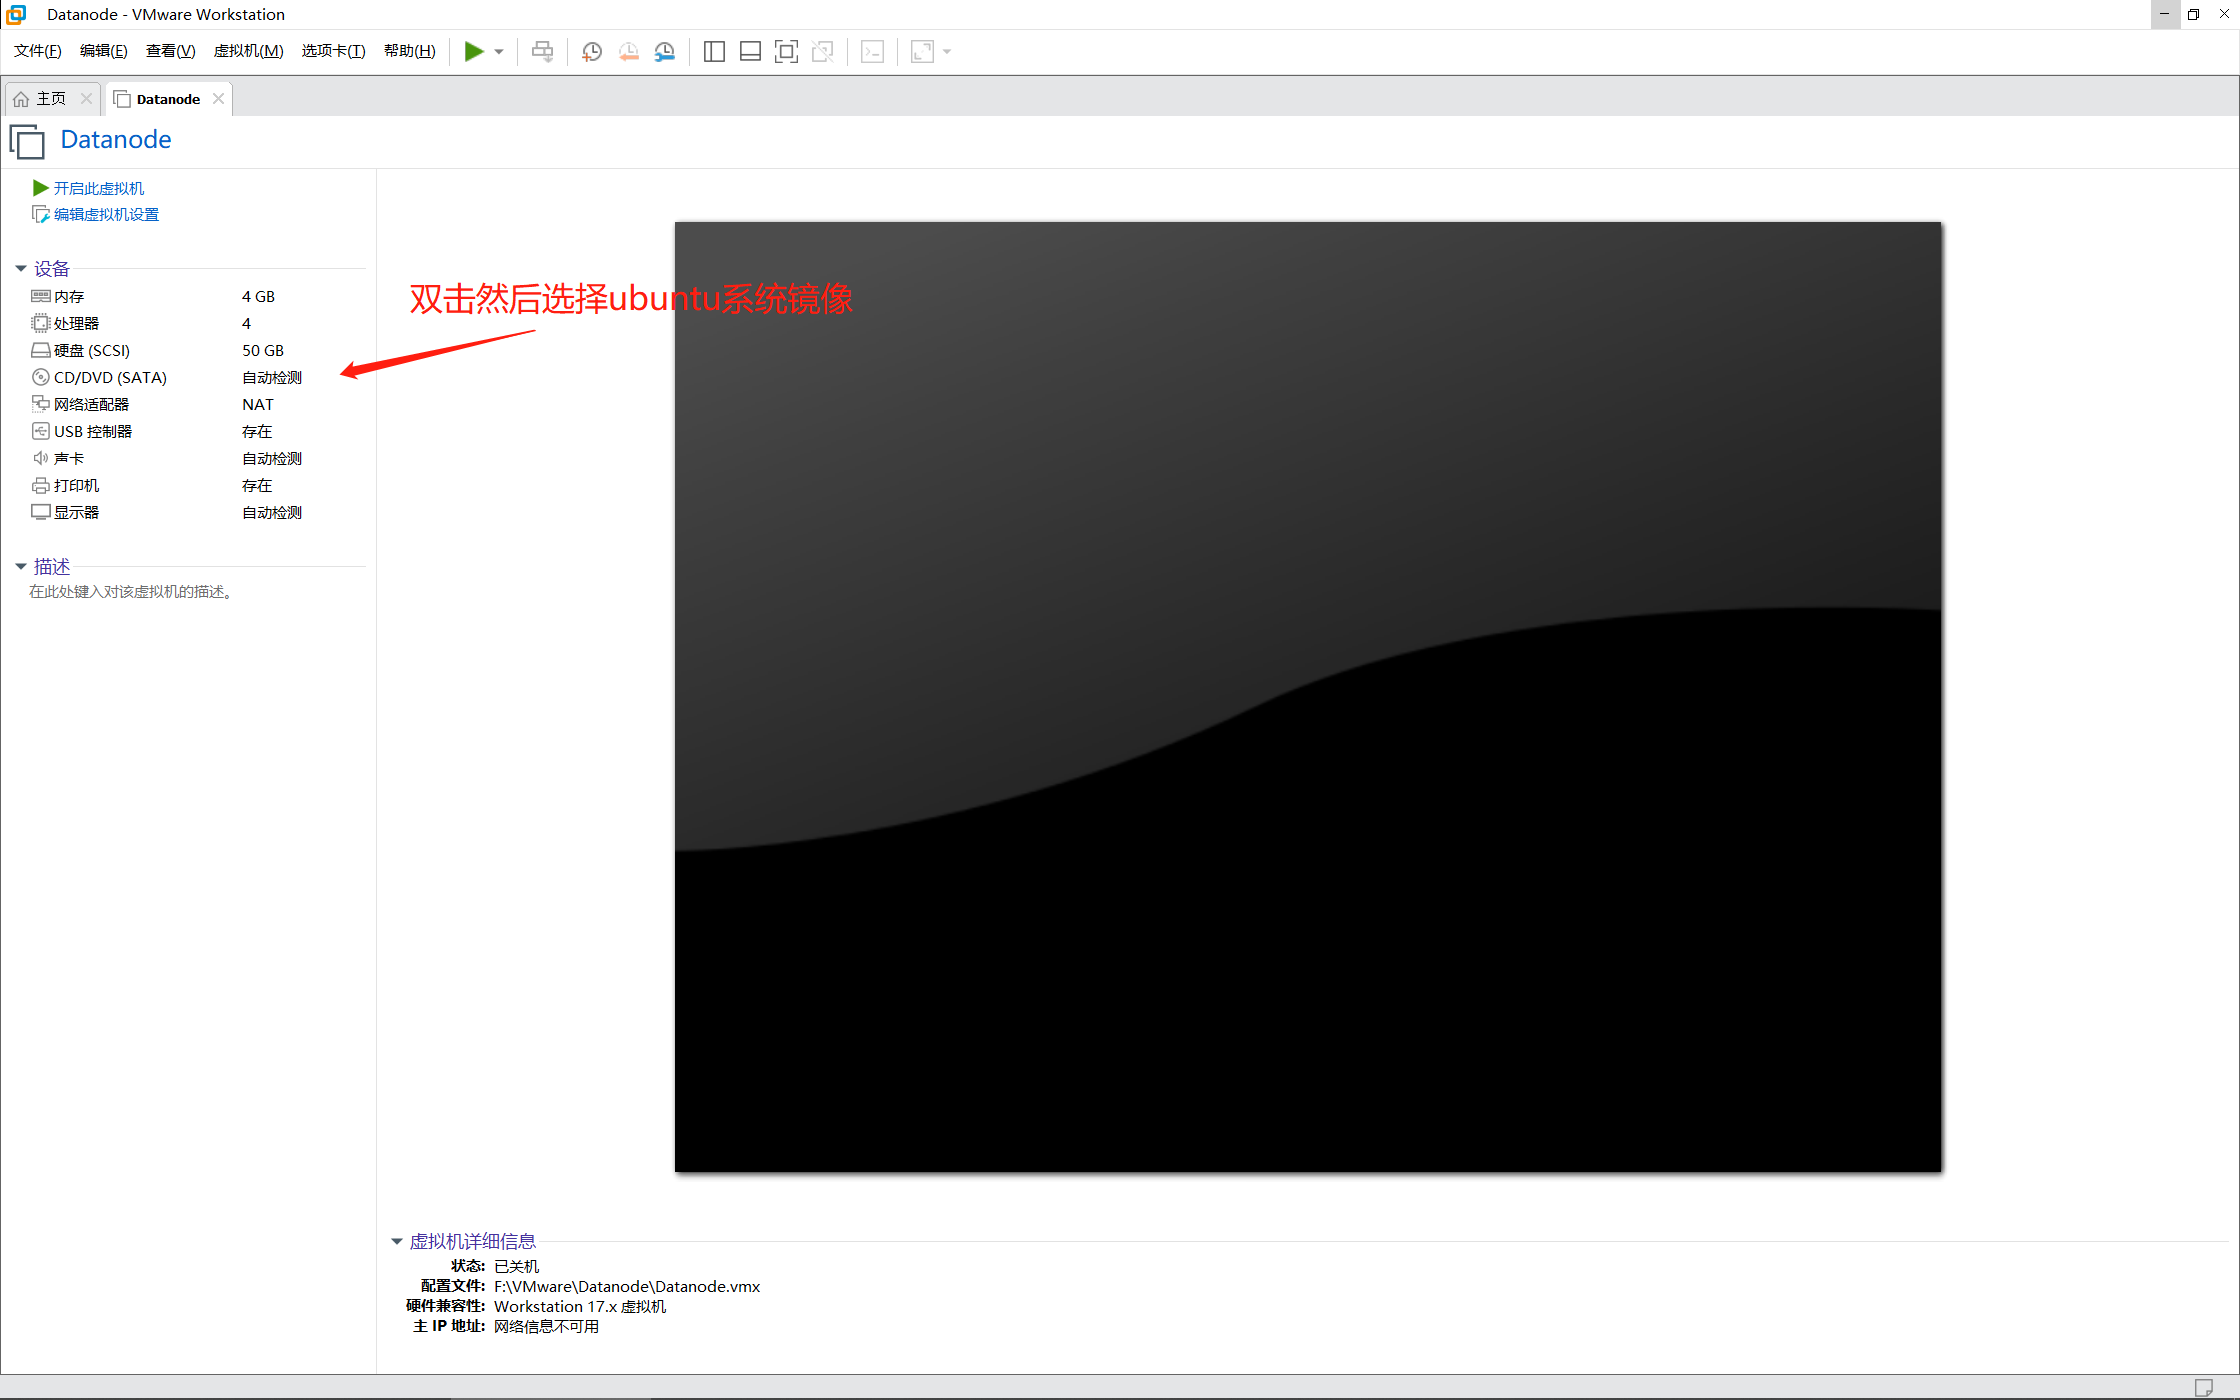 Datanode - VMware Workstation
文件(F) 编辑(E) 查看(V) 虚拟机(M) 选项卡(T) 帮助(H)
主页 Datanode
Datanode
开启此虚拟机
编辑虚拟机设置
设备
内存 4 GB
处理器 4
硬盘 (SCSI) 50 GB
CD/DVD (SATA) 自动检测
网络适配器 NAT
USB 控制器 存在
声卡 自动检测
打印机 存在
显示器 自动检测
描述
在此处键入对该虚拟机的描述。
双击然后选择ubuntu系统镜像
虚拟机详细信息
状态: 已关机
配置文件: F:\VMware\Datanode\Datanode.vmx
硬件兼容性: Workstation 17.x 虚拟机
主 IP 地址: 网络信息不可用